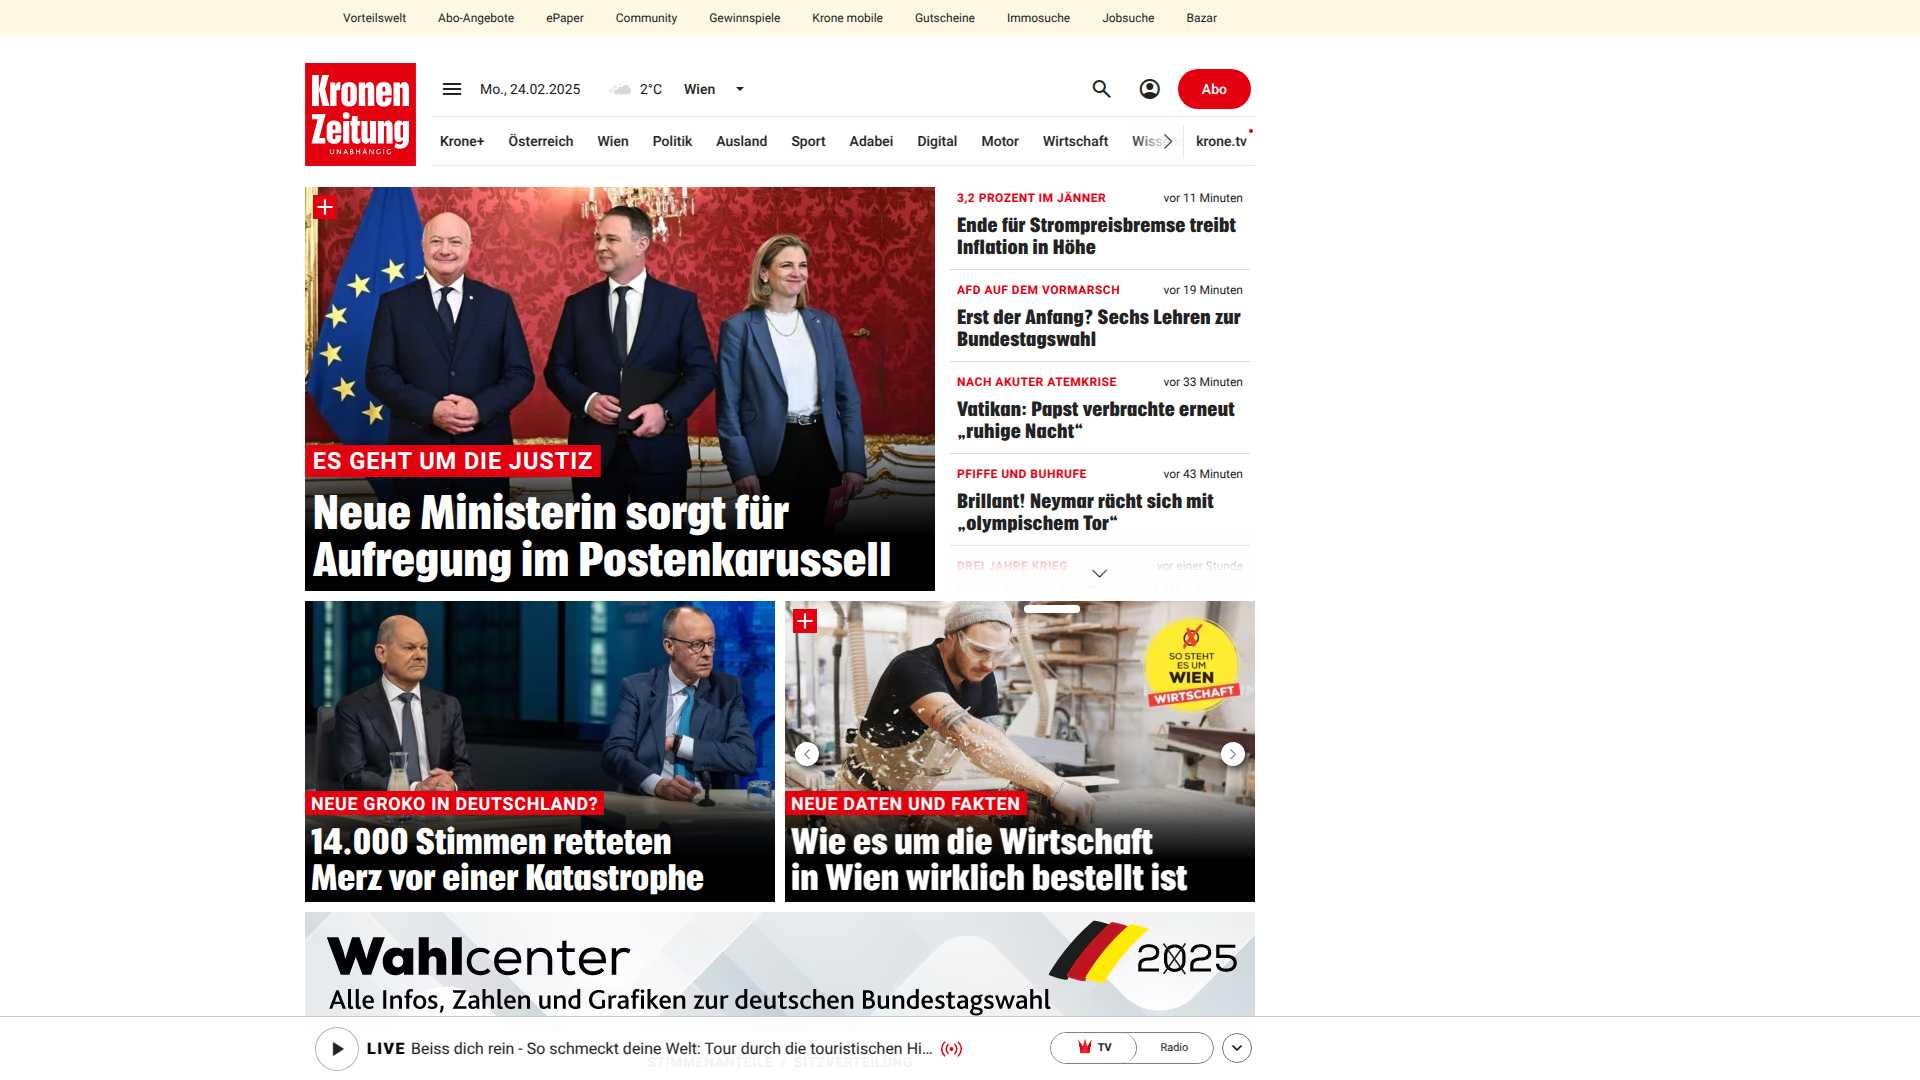 Vorteilswelt Abo-Angebote ePaper Community Gewinnspiele Krone mobile Gutscheine Immosuche Jobsuche Bazar
Kronen
Zeitung
UNABHÄNGIG
Mo., 24.02.2025 2°C Wien
Abo
Krone+ Österreich Wien Politik Ausland Sport Adabei Digital Motor Wirtschaft krone.tv
ES GEHT UM DIE JUSTIZ
Neue Ministerin sorgt für
Aufregung im Postenkarussell
3,2 PROZENT IM JÄNNER vor 11 Minuten
Ende für Strompreisbremse treibt
Inflation in Höhe
AFD AUF DEM VORMARSCH vor 19 Minuten
Erst der Anfang? Sechs Lehren zur
Bundestagswahl
NACH AKUTER ATEMKRISE vor 33 Minuten
Vatikan: Papst verbrachte erneut
„ruhige Nacht“
PFIFFE UND BUHRUFE vor 43 Minuten
Brillant! Neymar rächt sich mit
„olympischem Tor“
DREI JAHRE KRIEG vor einer Stunde
NEUE GROKO IN DEUTSCHLAND?
14.000 Stimmen retteten
Merz vor einer Katastrophe
SO STEHT
ES UM
WIEN
WIRTSCHAFT
NEUE DATEN UND FAKTEN
Wie es um die Wirtschaft
in Wien wirklich bestellt ist
Wahlcenter
2025
Alle Infos, Zahlen und Grafiken zur deutschen Bundestagswahl
LIVE Beiss dich rein - So schmeckt deine Welt: Tour durch die touristischen Hi...
TV Radio
STIMMENANTEILE / SITZVERTEILUNG